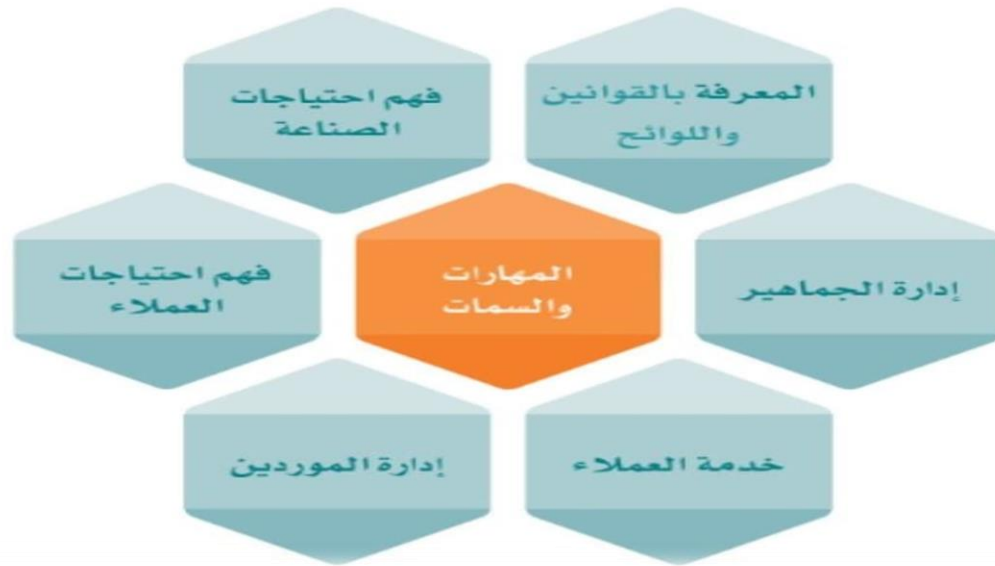 المعرفة بالقوانين
واللوائح
فهم احتياجات
الصناعة
إدارة الجماهير
المهارات
والسمات
فهم احتياجات
العملاء
خدمة العملاء
إدارة الموردين